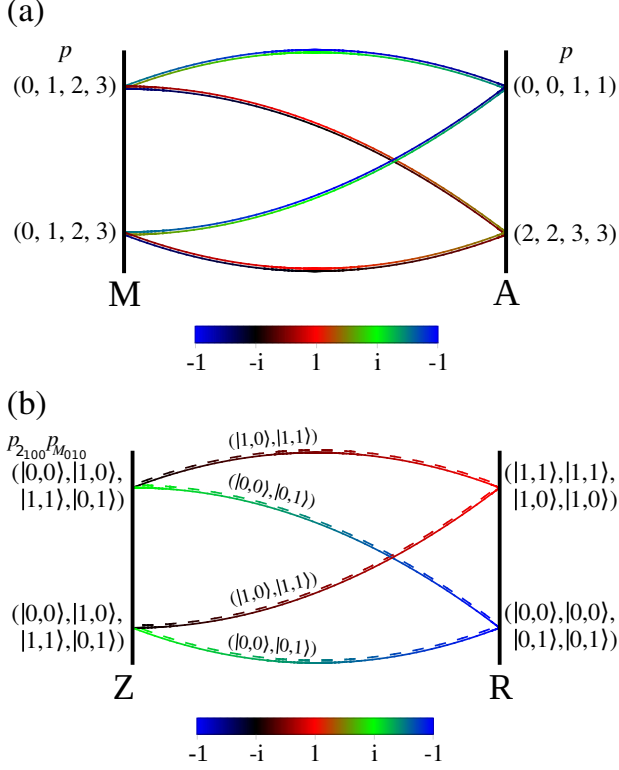 (a)
p p
(0, 1, 2, 3) (0, 0, 1, 1)
(0, 1, 2, 3) (2, 2, 3, 3)
M A
-1 -i 1 i -1
(b)
p2100 pM010
(|1,0⟩,|1,1⟩)
(|0,0⟩,|1,0⟩, (|1,1⟩,|1,1⟩,
|1,1⟩,|0,1⟩) |1,0⟩,|1,0⟩)
(|0,0⟩,|0,1⟩)
(|1,0⟩,|1,1⟩)
(|0,0⟩,|1,0⟩, (|0,0⟩,|0,0⟩,
|1,1⟩,|0,1⟩) |0,1⟩,|0,1⟩)
(|0,0⟩,|0,1⟩)
Z R
-1 -i 1 i -1